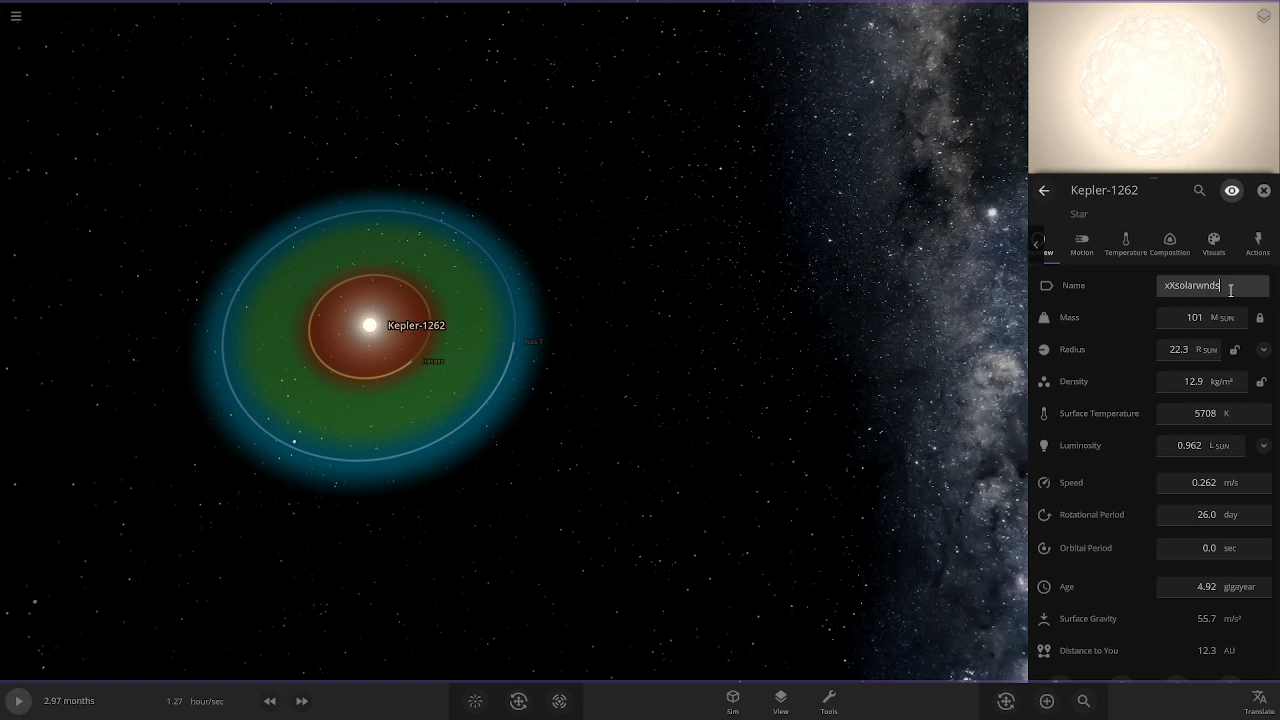 Kepler-1262
Star
ew
Motion
Temperature
Composition
Visuals
Actions
Name xXsolarwnds
Mass 101 M SUN
Radius 22.3 R SUN
Density 12.9 kg/m³
Surface Temperature 5708 K
Luminosity 0.962 L SUN
Speed 0.262 m/s
Rotational Period 26.0 day
Orbital Period 0.0 sec
Age 4.92 gigayear
Surface Gravity 55.7 m/s²
Distance to You 12.3 AU
Kepler-1262
2.97 months
1.27 hour/sec
Sim
View
Tools
Translate